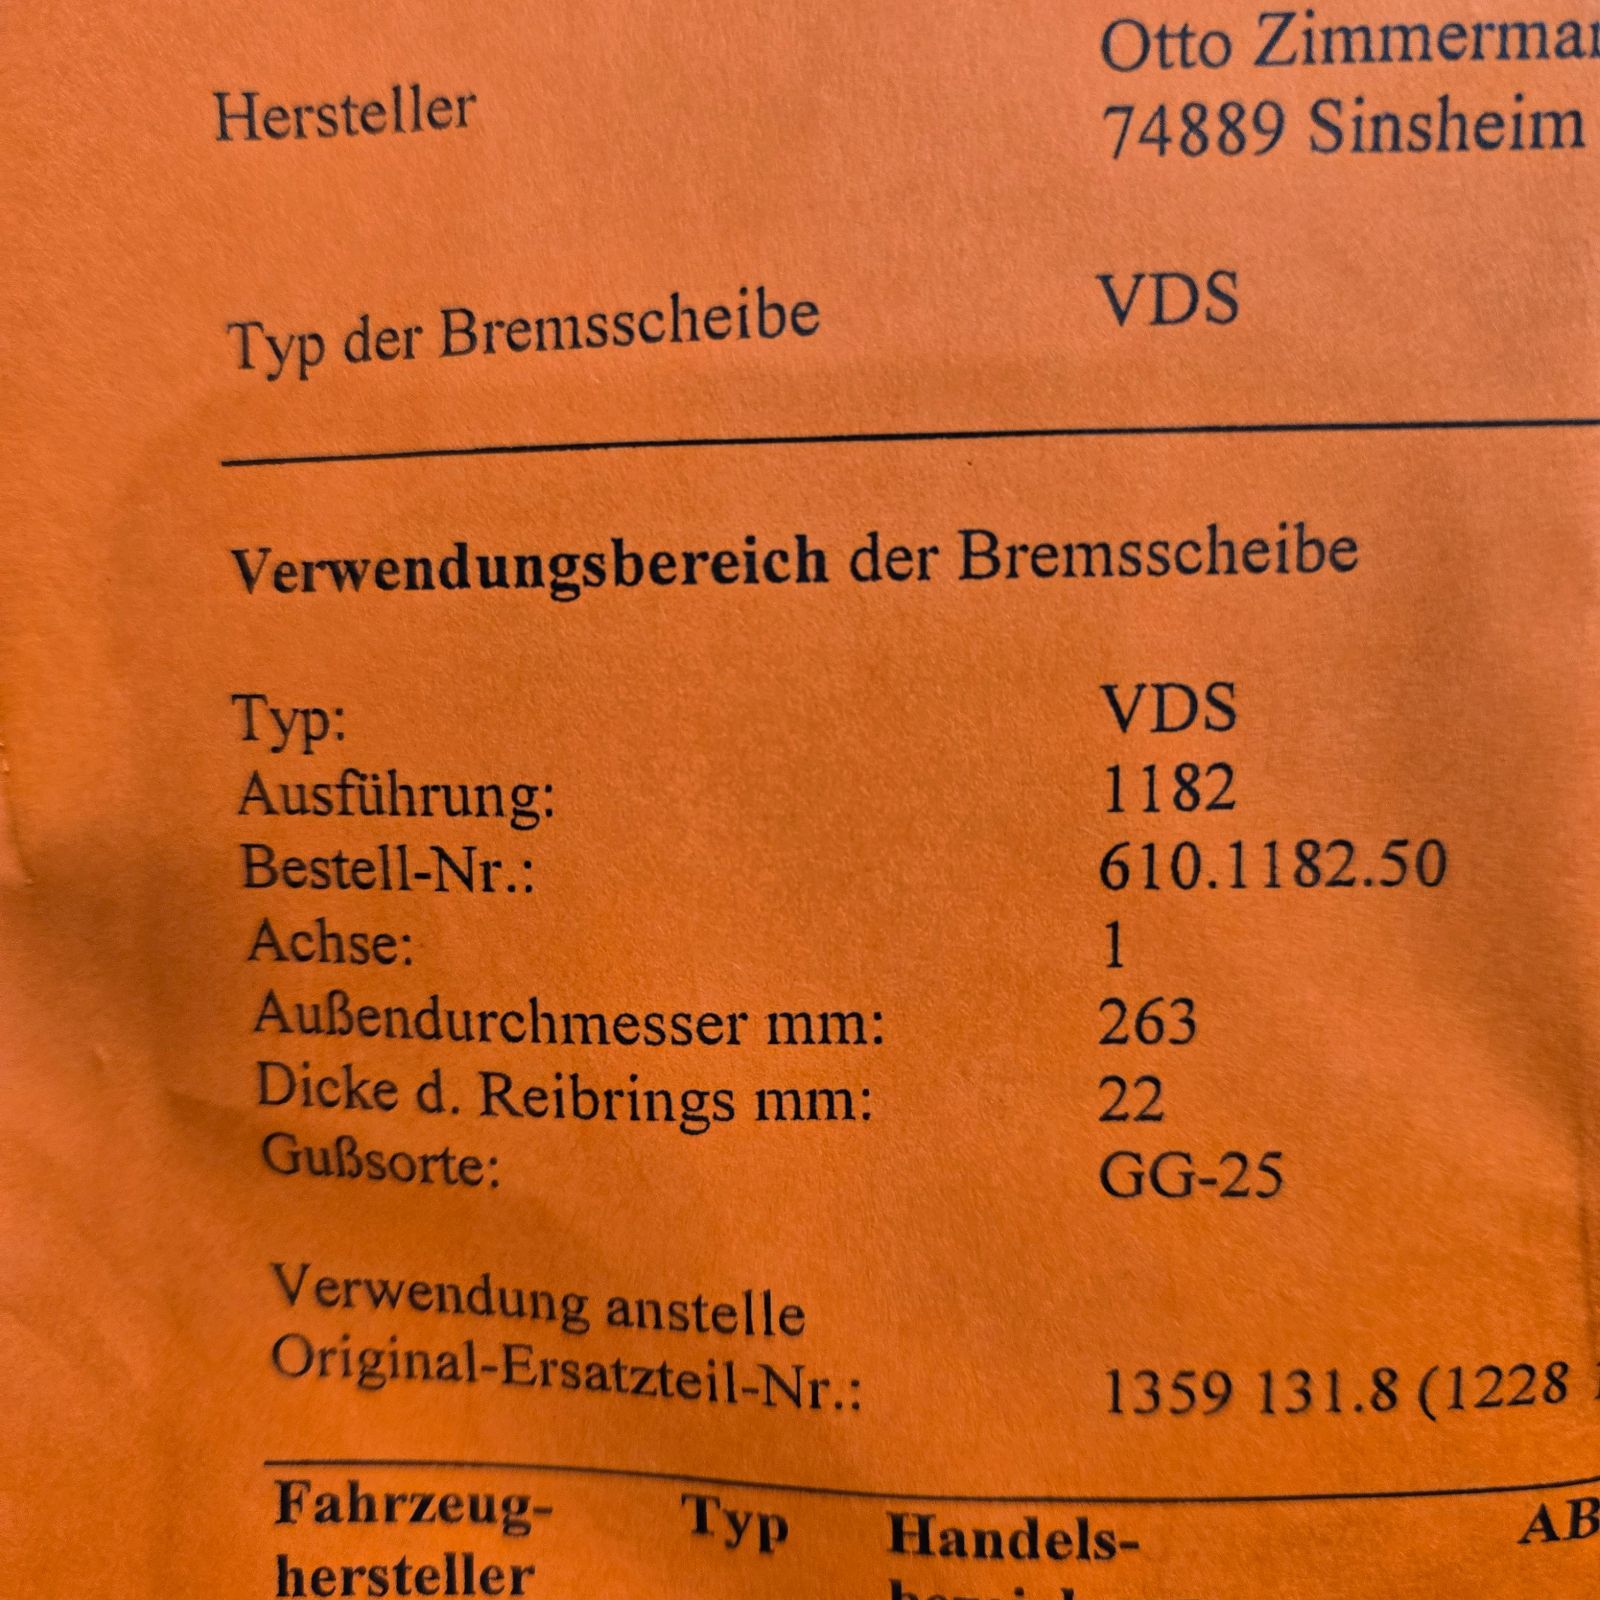 Otto Zimmerma
Hersteller
74889 Sinsheim
Typ der Bremsscheibe VDS
Verwendungsbereich der Bremsscheibe
Typ: VDS
Ausführung: 1182
Bestell-Nr.: 610.1182.50
Achse: 1
Außendurchmesser mm: 263
Dicke d. Reibrings mm: 22
Gußsorte: GG-25
Verwendung anstelle
Original-Ersatzteil-Nr.: 1359 131.8 (1228
Fahrzeug- Typ Handels- AB
hersteller